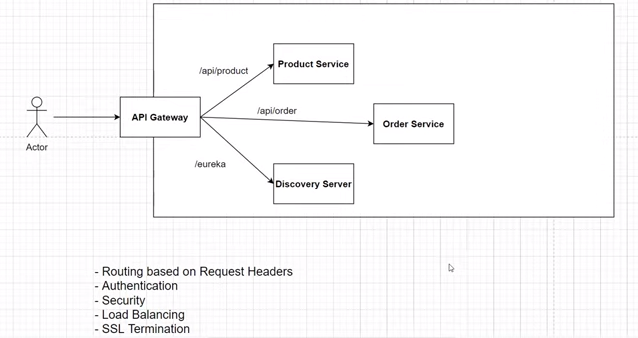 Product Service
/api/product
/api/order
API Gateway
Order Service
Actor
/eureka
Discovery Server
- Routing based on Request Headers
- Authentication
- Security
- Load Balancing
- SSL Termination